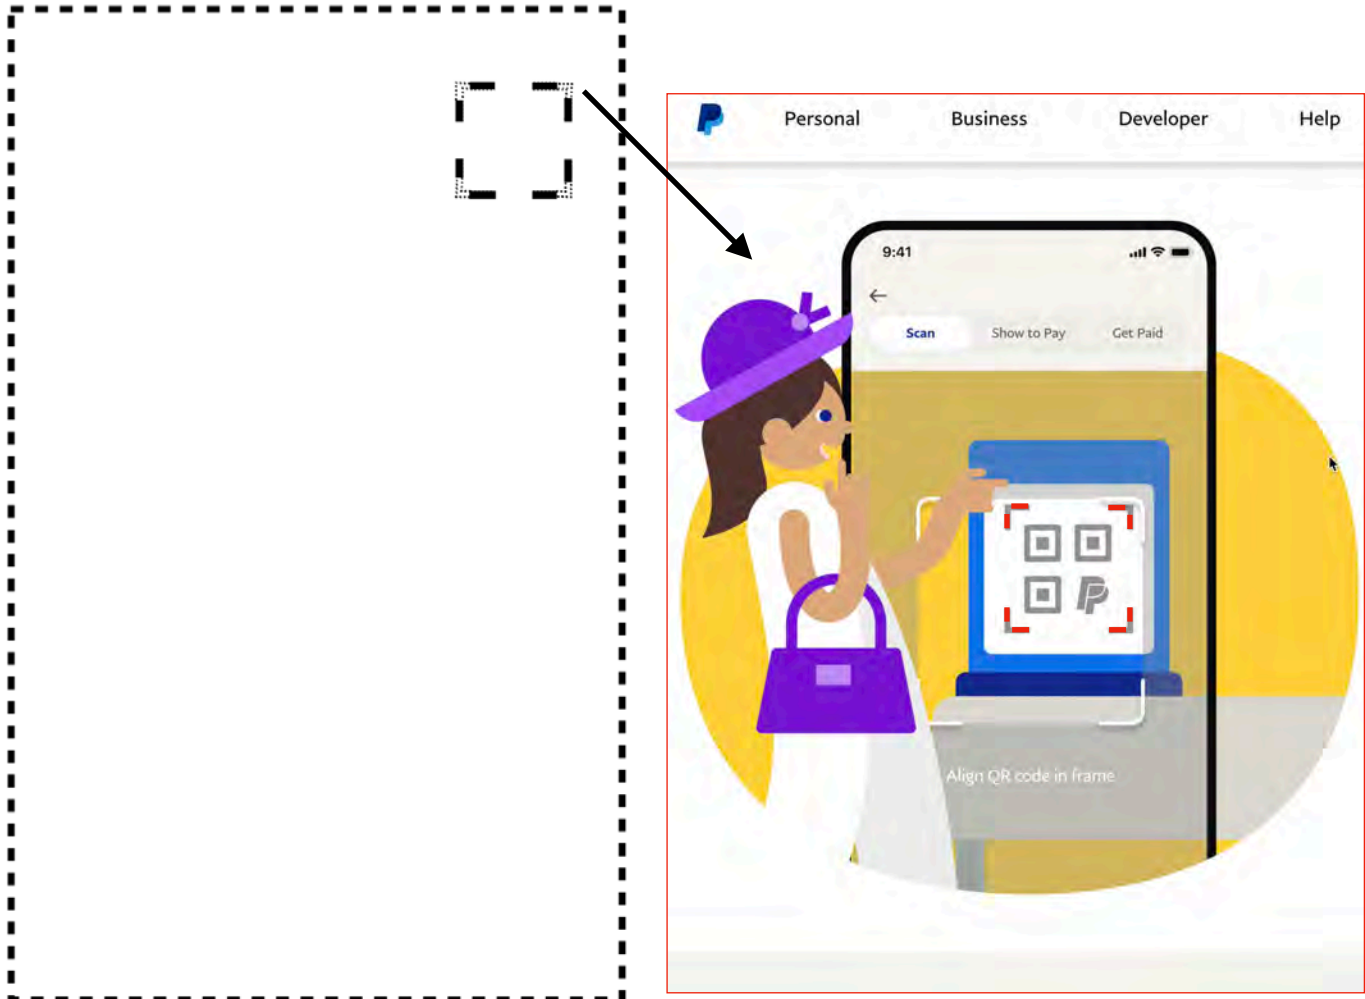 Personal Business Developer Help
9:41
Scan Show to Pay Get Paid
Align QR code in frame